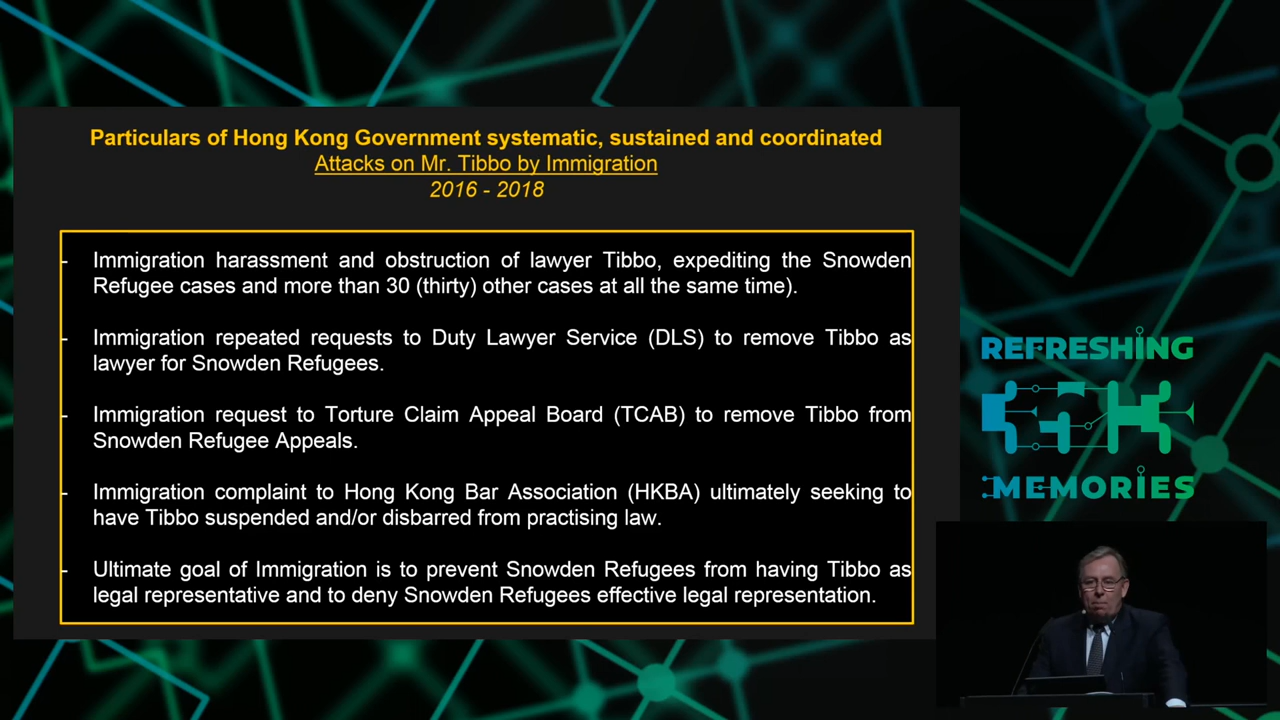 Particulars of Hong Kong Government systematic, sustained and coordinated
Attacks on Mr. Tibbo by Immigration
2016 - 2018
- Immigration harassment and obstruction of lawyer Tibbo, expediting the Snowden
Refugee cases and more than 30 (thirty) other cases at all the same time).
- Immigration repeated requests to Duty Lawyer Service (DLS) to remove Tibbo as
lawyer for Snowden Refugees.
- Immigration request to Torture Claim Appeal Board (TCAB) to remove Tibbo from
Snowden Refugee Appeals.
- Immigration complaint to Hong Kong Bar Association (HKBA) ultimately seeking to
have Tibbo suspended and/or disbarred from practising law.
- Ultimate goal of Immigration is to prevent Snowden Refugees from having Tibbo as
legal representative and to deny Snowden Refugees effective legal representation.
REFRESHING
MEMORIES